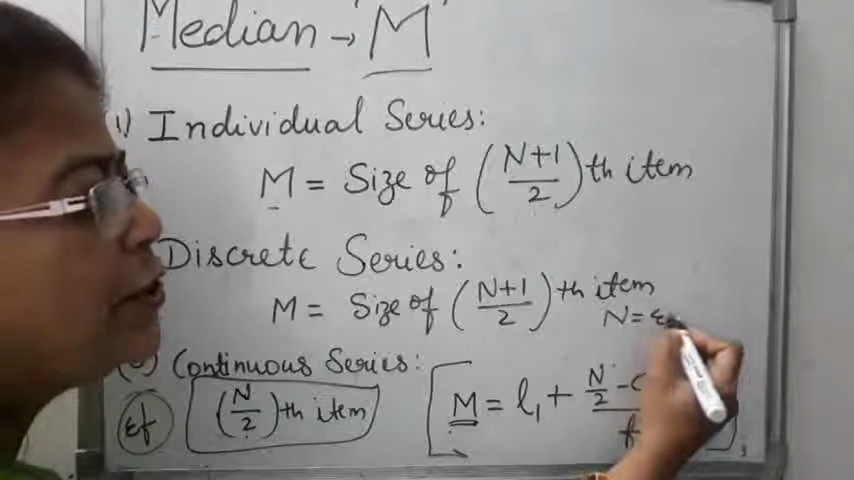 Median → 'M'
1) Individual Series:
M = Size of (N+1/2)th item
Discrete Series:
M = Size of (N+1/2)th item
N = Σ
Continuous Series:
Σf (N/2)th item
M = l₁ + N/2 - C / f